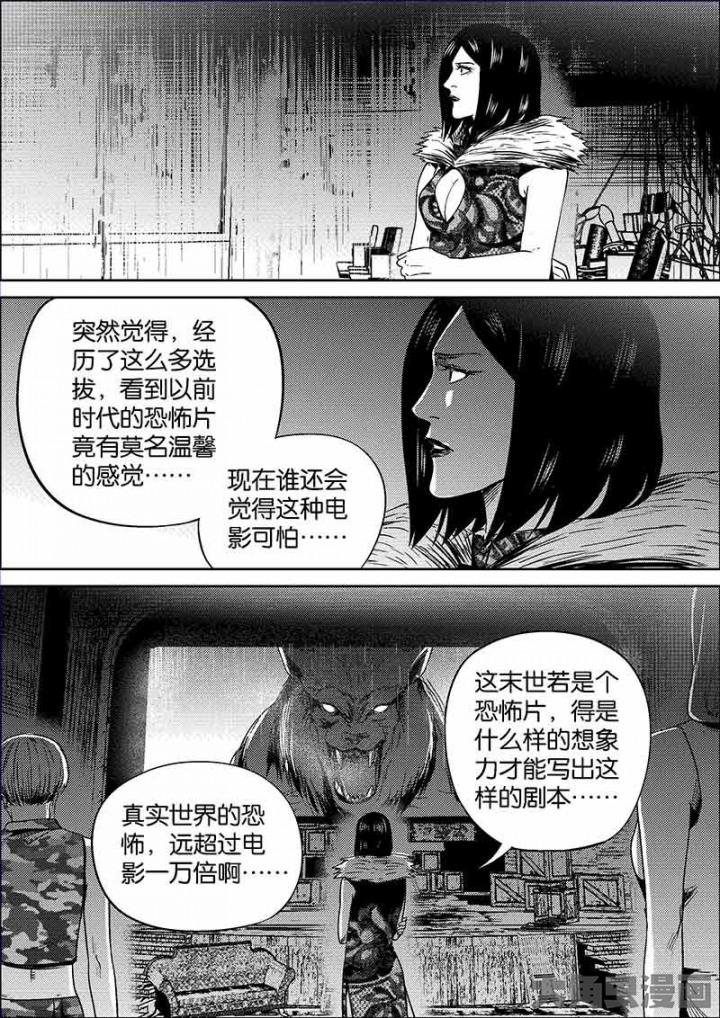 突然觉得，经
历了这么多选
拔，看到以前
时代的恐怖片
竟有莫名温馨
的感觉……
现在谁还会
觉得这种电
影可怕……
这末世若是个
恐怖片，得是
什么样的想象
力才能写出这
样的剧本……
真实世界的恐
怖，远超过电
影一万倍啊……
漫画